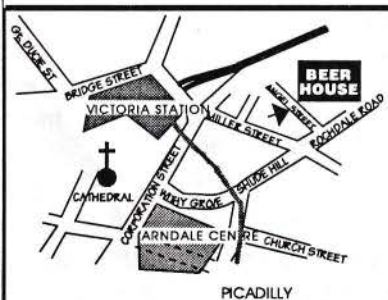 GT. DUCIE ST
BRIDGE STREET
BEER
HOUSE
VICTORIA STATION
ANGEL STREET
MILLER STREET
ROCHDALE ROAD
CATHEDRAL
CORPORATION STREET
WITHY GROVE
SHUDE HILL
ARNDALE CENTRE
CHURCH STREET
PICADILLY